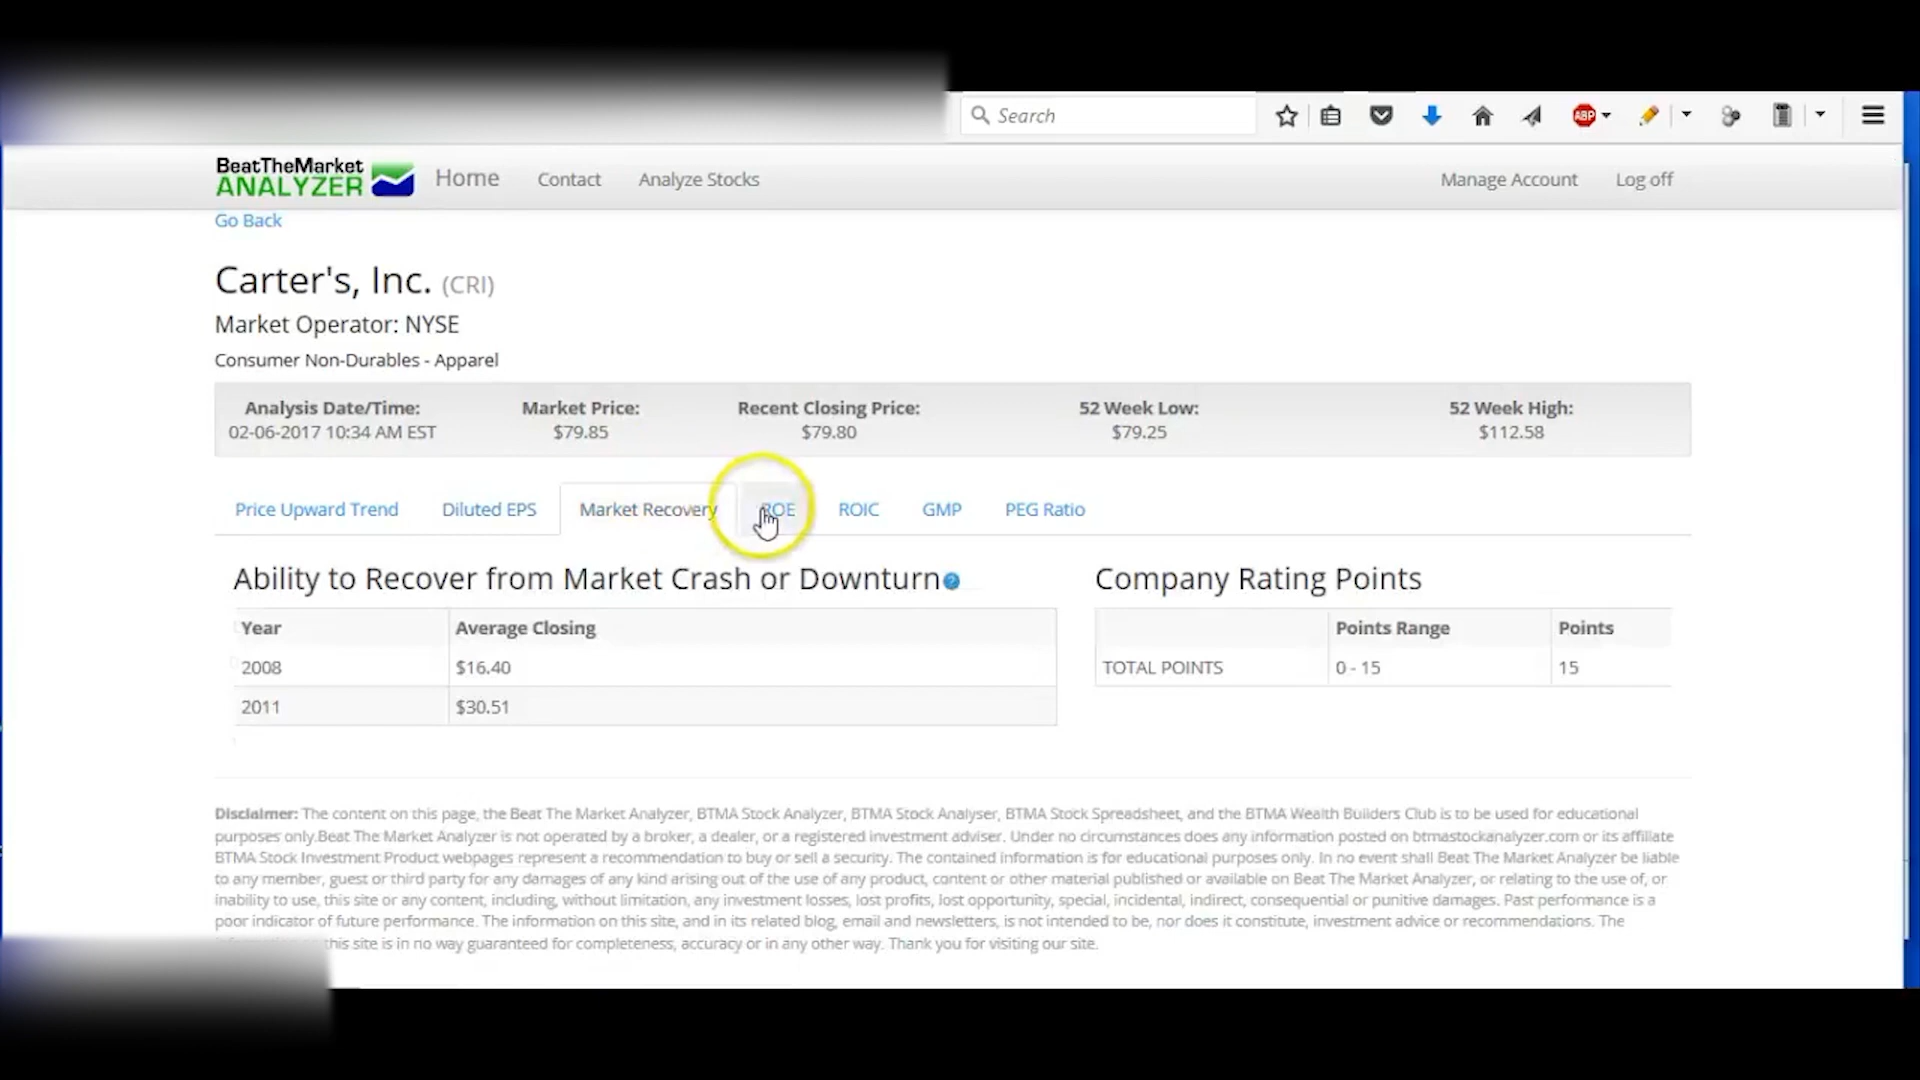 Search
ABP
BeatTheMarket
ANALYZER
Home Contact Analyze Stocks Manage Account Log off
Go Back
Carter's, Inc. (CRI)
Market Operator: NYSE
Consumer Non-Durables - Apparel
Analysis Date/Time: Market Price: Recent Closing Price: 52 Week Low: 52 Week High:
02-06-2017 10:34 AM EST $79.85 $79.80 $79.25 $112.58
Price Upward Trend Diluted EPS Market Recovery ROE ROIC GMP PEG Ratio
Ability to Recover from Market Crash or Downturn ? Company Rating Points
Year Average Closing Points Range Points
2008 $16.40 TOTAL POINTS 0 - 15 15
2011 $30.51
Disclaimer: The content on this page, the Beat The Market Analyzer, BTMA Stock Analyzer, BTMA Stock Analyser, BTMA Stock Spreadsheet, and the BTMA Wealth Builders Club is to be used for educational
purposes only.Beat The Market Analyzer is not operated by a broker, a dealer, or a registered investment adviser. Under no circumstances does any information posted on btmastockanalyzer.com or its affiliate
BTMA Stock Investment Product webpages represent a recommendation to buy or sell a security. The contained information is for educational purposes only. In no event shall Beat The Market Analyzer be liable
to any member, guest or third party for any damages of any kind arising out of the use of any product, content or other material published or available on Beat The Market Analyzer, or relating to the use of, or
inability to use, this site or any content, including, without limitation, any investment losses, lost profits, lost opportunity, special, incidental, indirect, consequential or punitive damages. Past performance is a
poor indicator of future performance. The information on this site, and in its related blog, email and newsletters, is not intended to be, nor does it constitute, investment advice or recommendations. The
this site is in no way guaranteed for completeness, accuracy or in any other way. Thank you for visiting our site.